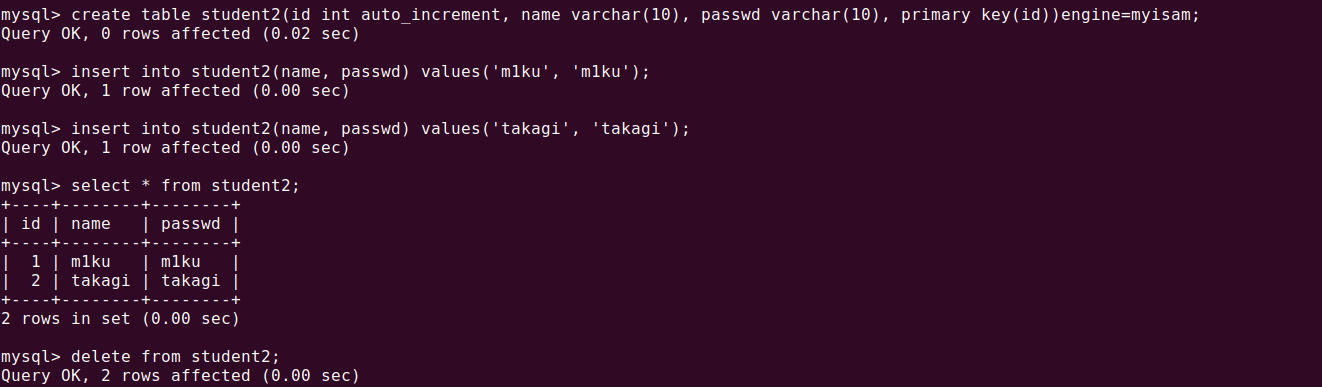 mysql> create table student2(id int auto_increment, name varchar(10), passwd varchar(10), primary key(id))engine=myisam;
Query OK, 0 rows affected (0.02 sec)

mysql> insert into student2(name, passwd) values('m1ku', 'm1ku');
Query OK, 1 row affected (0.00 sec)

mysql> insert into student2(name, passwd) values('takagi', 'takagi');
Query OK, 1 row affected (0.00 sec)

mysql> select * from student2;
+----+--------+--------+
| id | name   | passwd |
+----+--------+--------+
|  1 | m1ku   | m1ku   |
|  2 | takagi | takagi |
+----+--------+--------+
2 rows in set (0.00 sec)

mysql> delete from student2;
Query OK, 2 rows affected (0.00 sec)